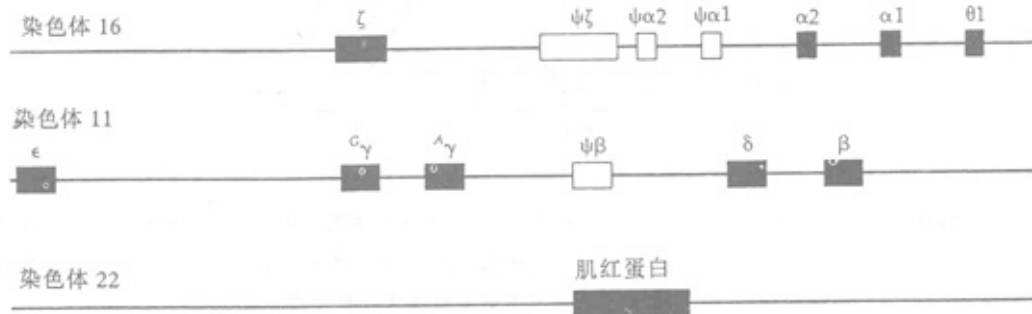 染色体 16
ζ ψζ ψα2 ψα1 α2 α1 θ1
染色体 11
ϵ Gγ Aγ ψβ δ β
染色体 22
肌红蛋白